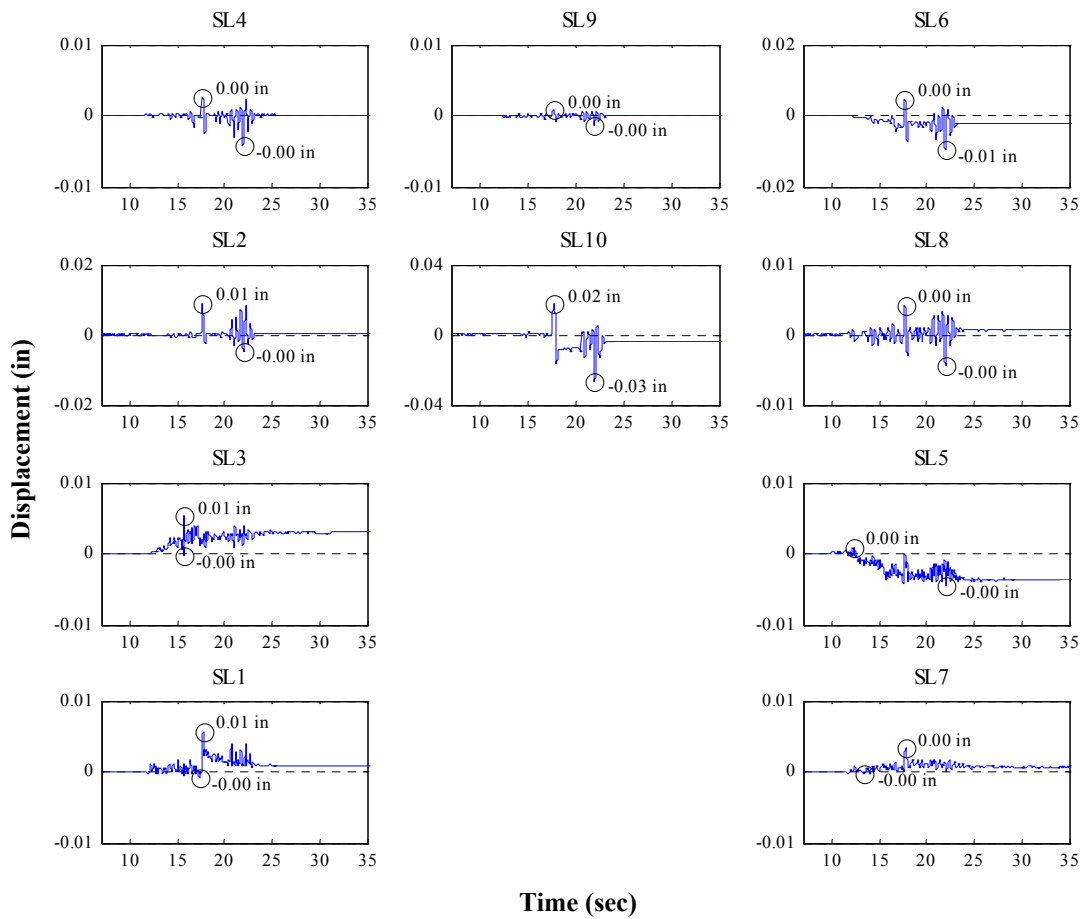 SL4
0.01
0
-0.01
0.00 in
-0.00 in
10 15 20 25 30 35
SL9
0.01
0
-0.01
0.00 in
-0.00 in
10 15 20 25 30 35
SL6
0.02
0
-0.02
0.00 in
-0.01 in
10 15 20 25 30 35
SL2
0.02
0
-0.02
0.01 in
-0.00 in
10 15 20 25 30 35
SL10
0.04
0
-0.04
0.02 in
-0.03 in
10 15 20 25 30 35
SL8
0.01
0
-0.01
0.00 in
-0.00 in
10 15 20 25 30 35
Displacement (in)
SL3
0.01
0
-0.01
0.01 in
-0.00 in
10 15 20 25 30 35
SL5
0.01
0
-0.01
0.00 in
-0.00 in
10 15 20 25 30 35
SL1
0.01
0
-0.01
0.01 in
-0.00 in
10 15 20 25 30 35
SL7
0.01
0
-0.01
0.00 in
-0.00 in
10 15 20 25 30 35
Time (sec)